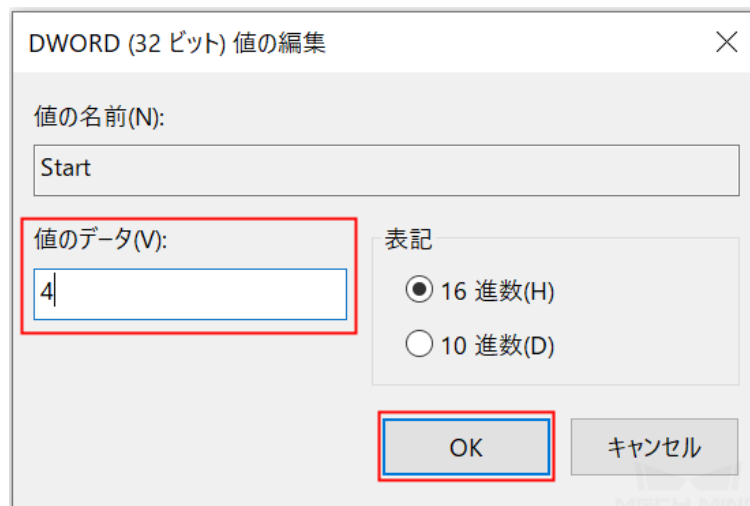 DWORD (32 ビット) 値の編集
値の名前(N):
Start
値のデータ(V):
4
表記
16 進数(H)
10 進数(D)
OK
キャンセル